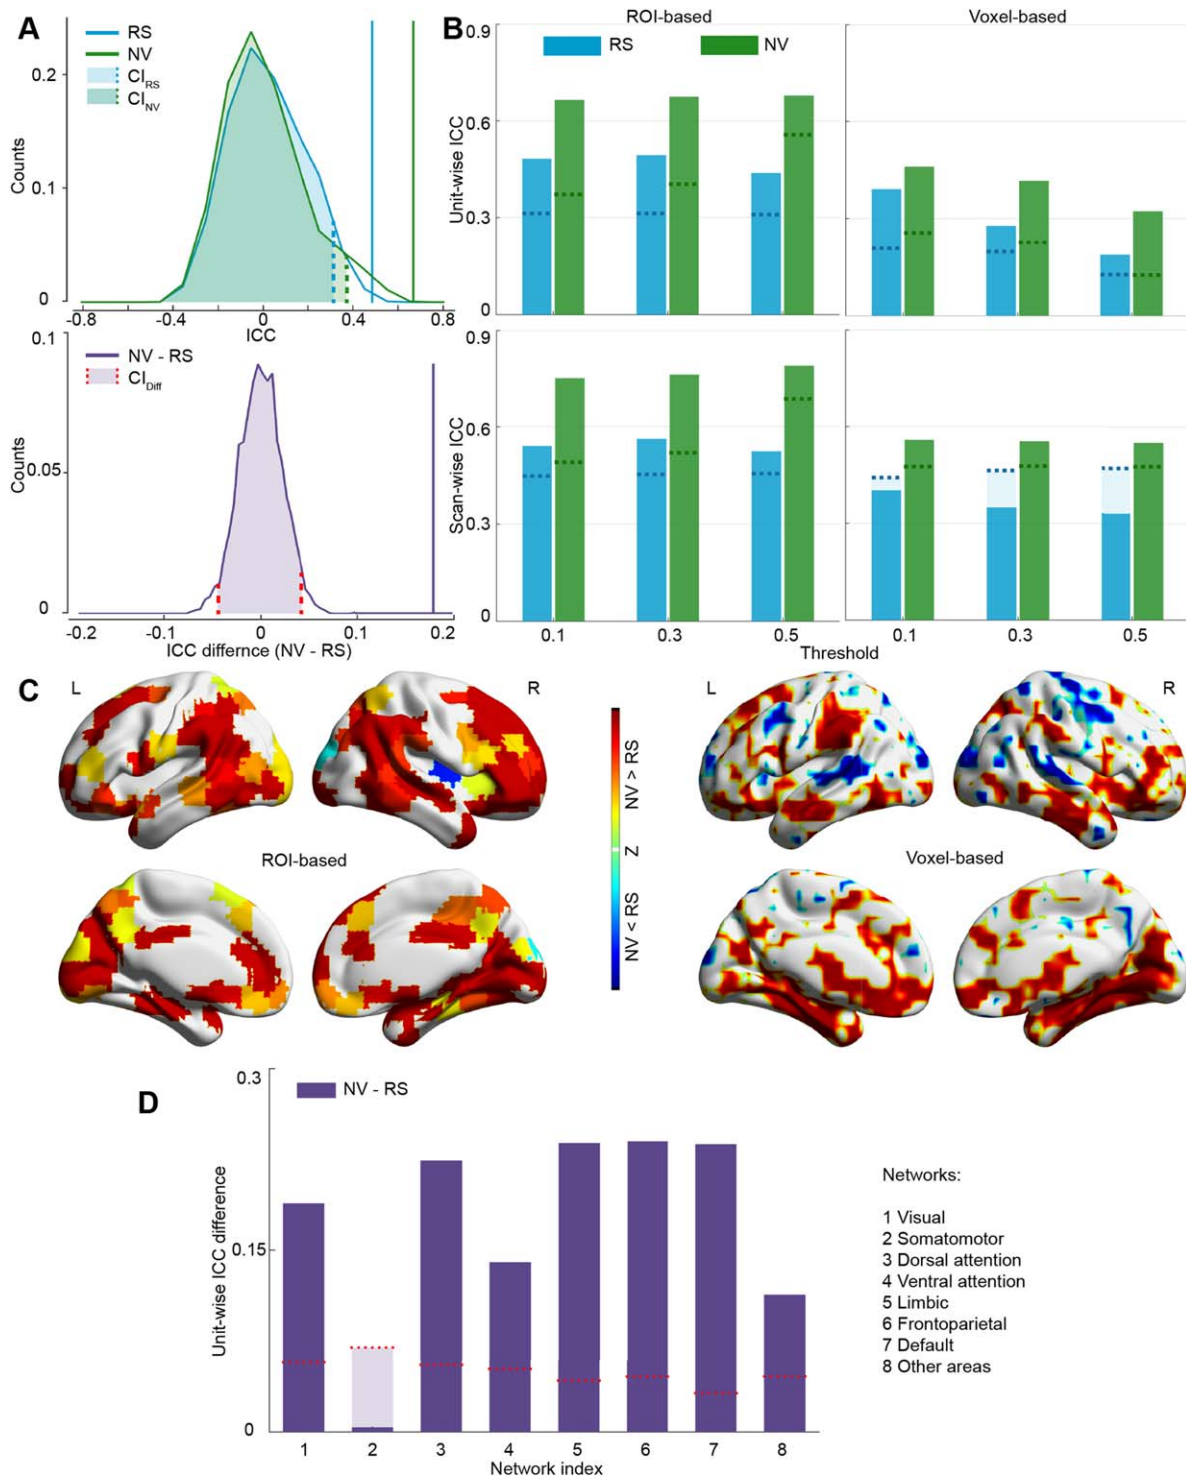 A
RS
NV
CI_RS
CI_NV
Counts
0.2
0.1
0
-0.8
-0.4
0
0.4
0.8
ICC
0.1
NV - RS
CI_Diff
Counts
0.05
0
-0.2
-0.1
0
0.1
0.2
ICC differnce (NV - RS)
B
ROI-based
Voxel-based
RS
NV
0.9
0.6
0.3
0
Unit-wise ICC
0.9
0.6
0.3
0
Scan-wise ICC
0.1
0.3
0.5
0.1
0.3
0.5
Threshold
C
L
R
ROI-based
NV > RS
Z
NV < RS
L
R
Voxel-based
D
NV - RS
0.3
0.15
0
Unit-wise ICC difference
1
2
3
4
5
6
7
8
Network index
Networks:
1 Visual
2 Somatomotor
3 Dorsal attention
4 Ventral attention
5 Limbic
6 Frontoparietal
7 Default
8 Other areas